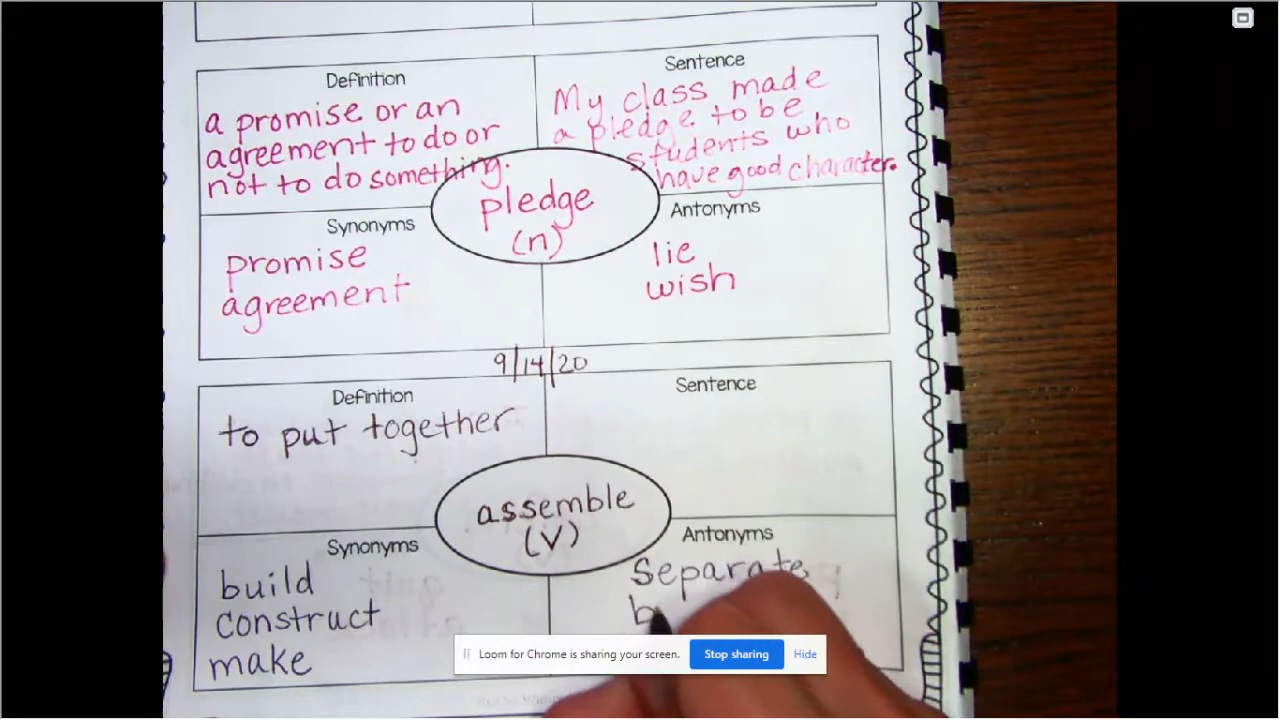 Definition
a promise or an
agreement to do or
not to do something.
Sentence
My class made
a pledge to be
students who
have good character.
pledge
(n)
Synonyms
promise
agreement
Antonyms
lie
wish
9/14/20
Definition
to put together
Sentence
assemble
(V)
Synonyms
build
construct
make
Antonyms
Separate
Loom for Chrome is sharing your screen.
Stop sharing
Hide